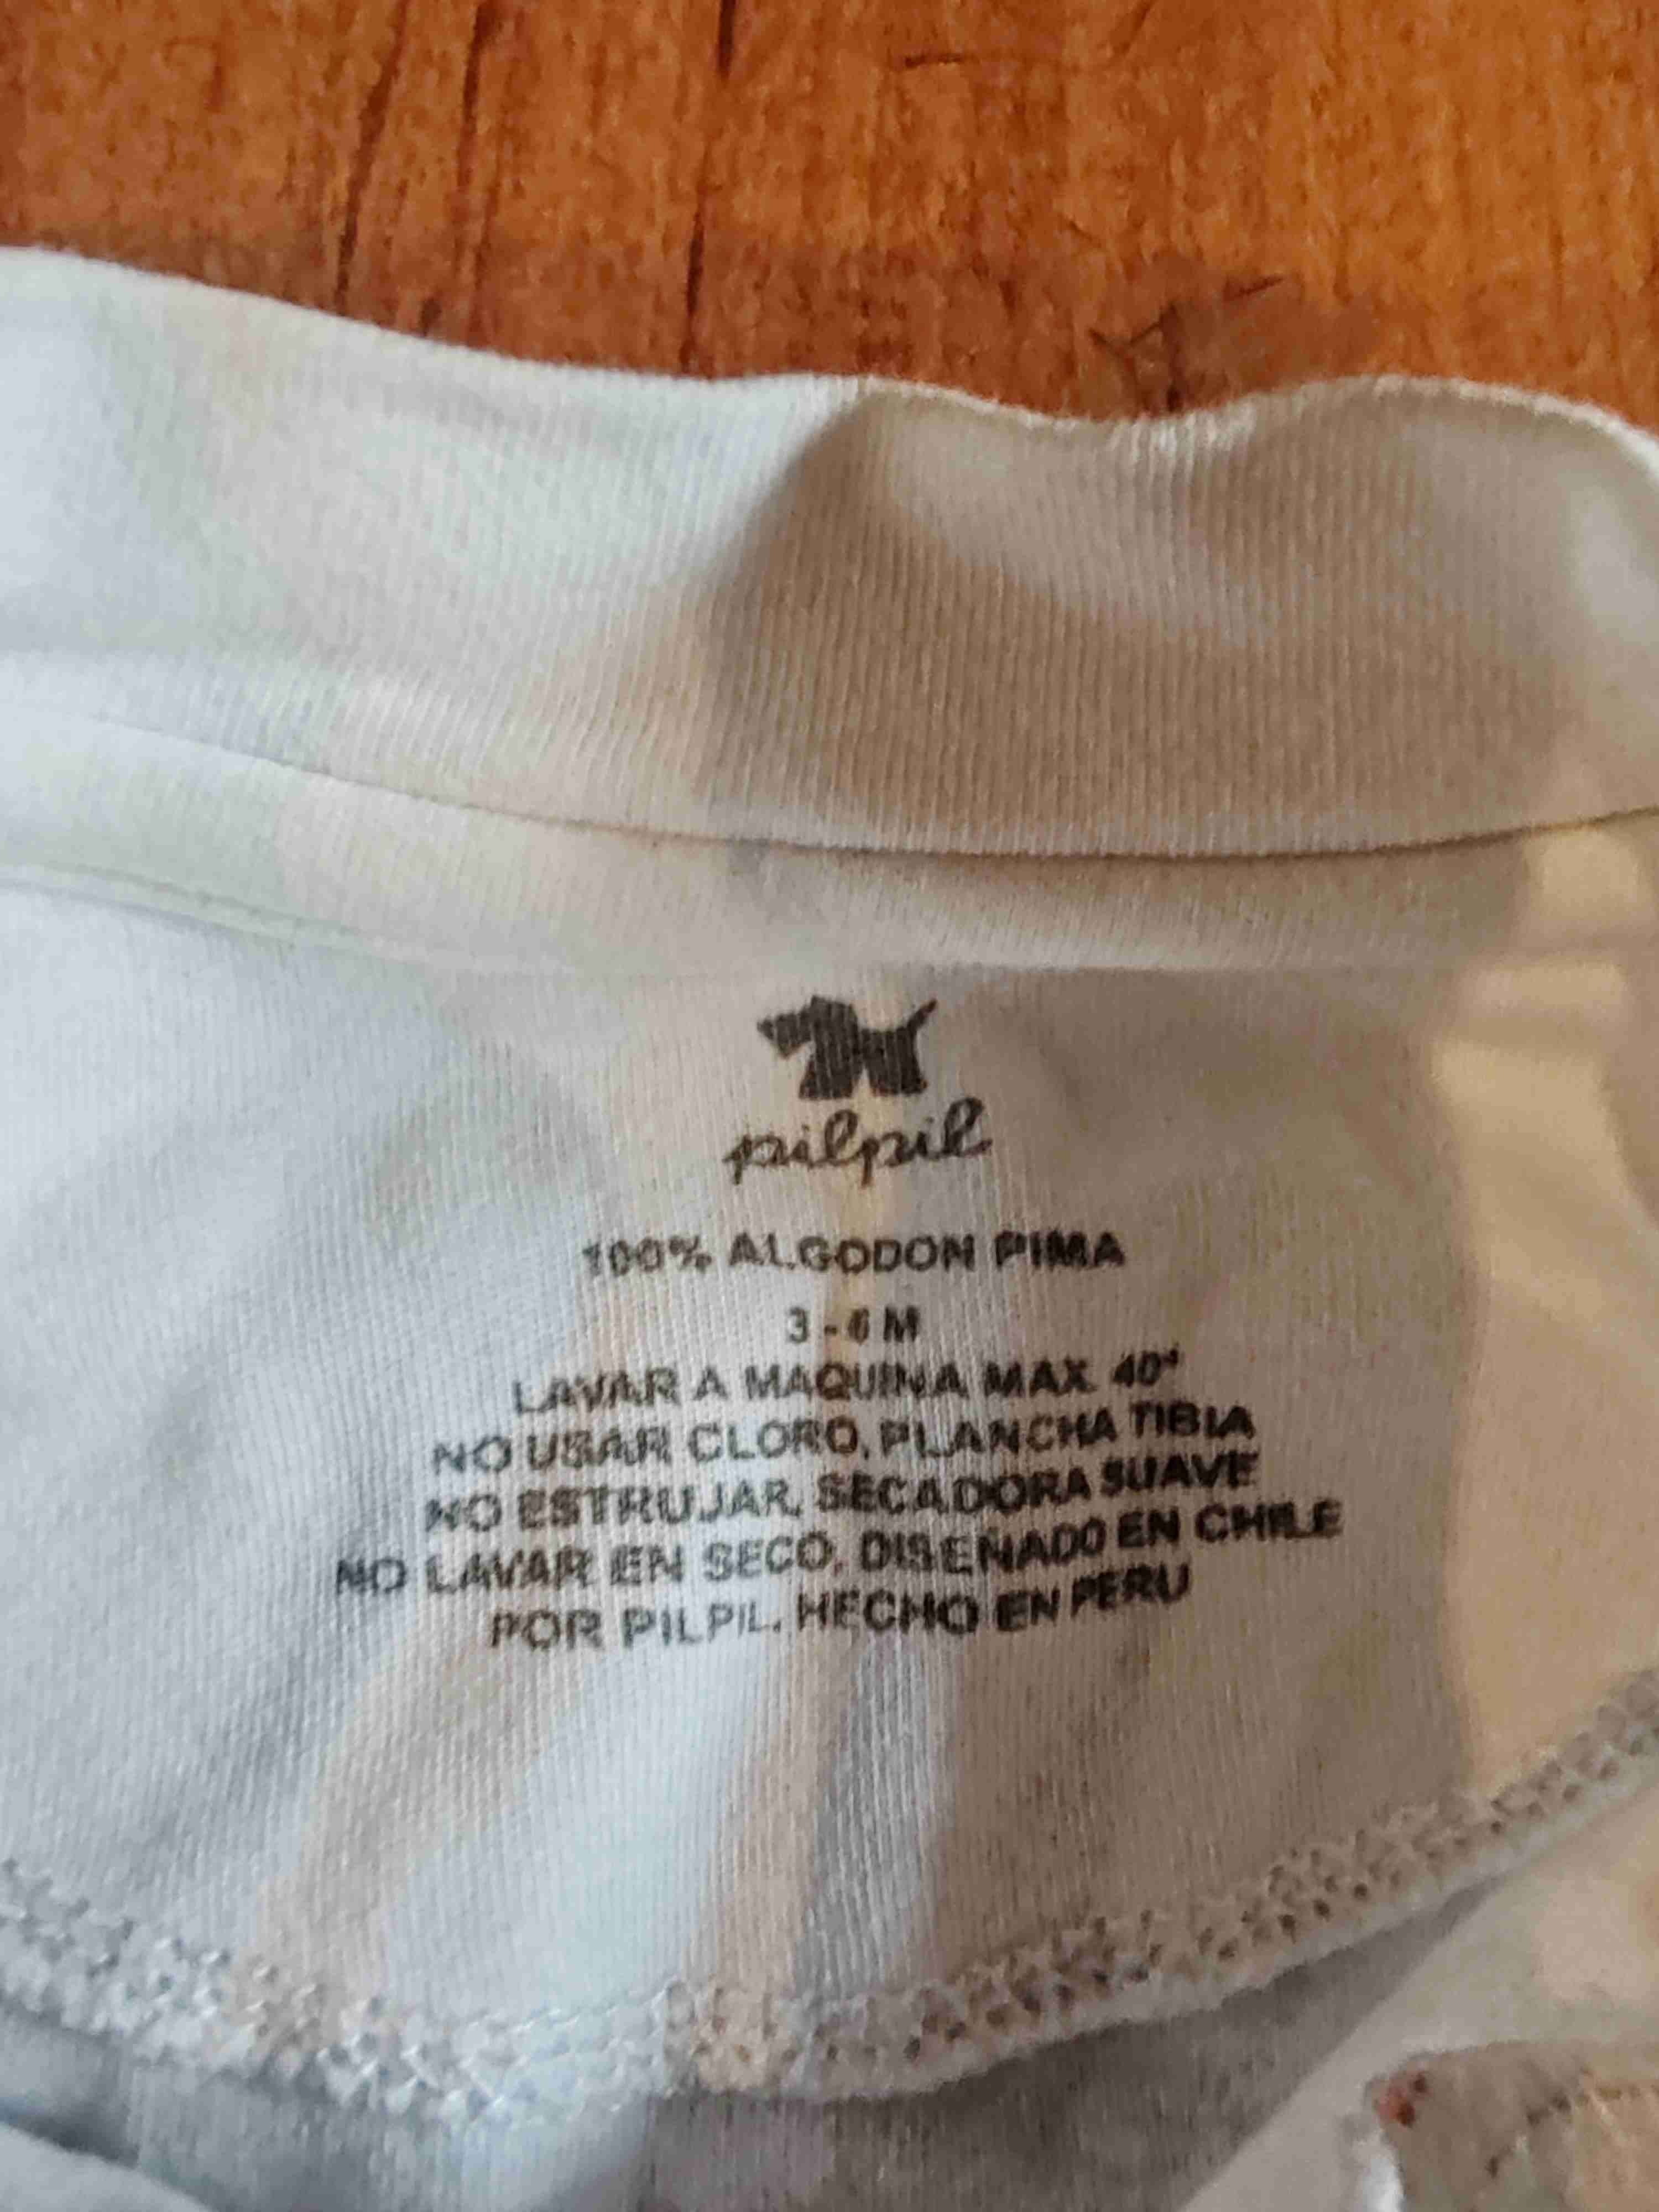 pilpil
100% ALGODON PIMA
3 - 6 M
LAVAR A MAQUINA MAX 40°
NO USAR CLORO, PLANCHA TIBIA
NO ESTRUJAR, SECADORA SUAVE
NO LAVAR EN SECO, DISEÑADO EN CHILE
POR PILPIL. HECHO EN PERU